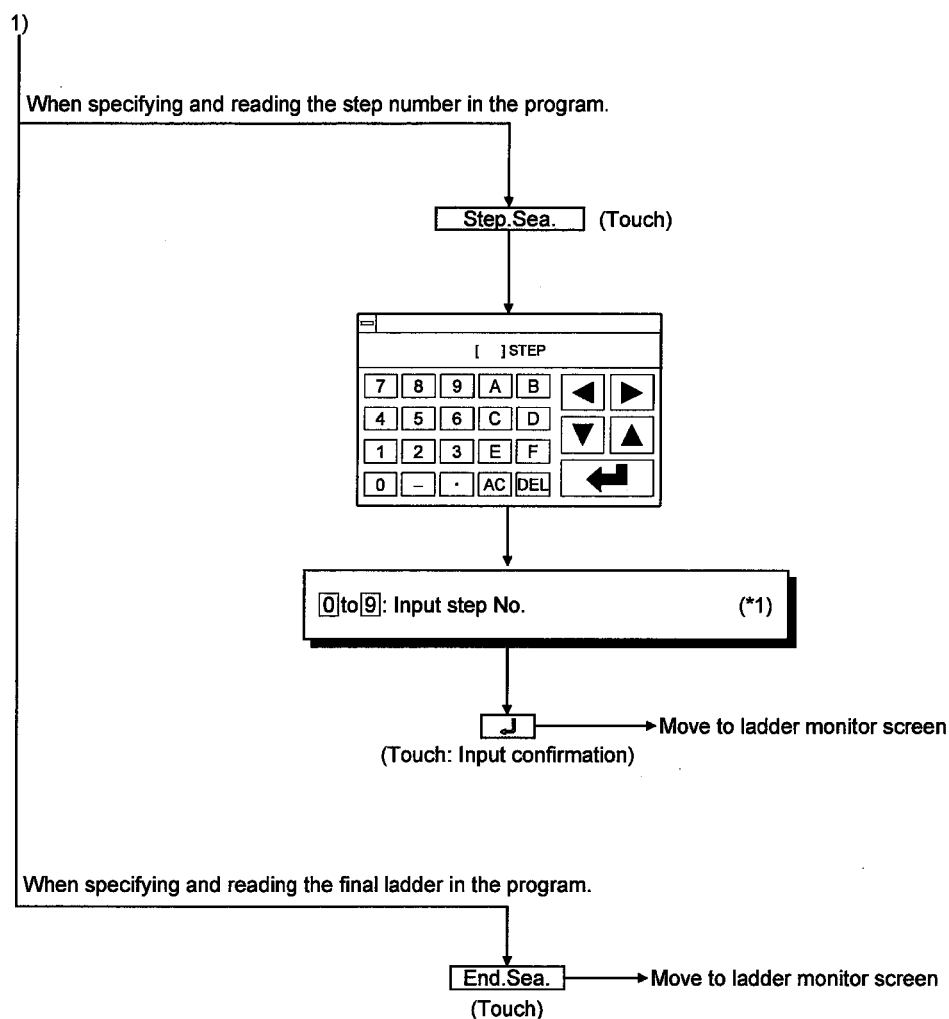 1)
When specifying and reading the step number in the program.
Step.Sea. (Touch)
[ ] STEP
7 8 9 A B
4 5 6 C D
1 2 3 E F
0 – · AC DEL
0 to 9: Input step No. (*1)
Move to ladder monitor screen
(Touch: Input confirmation)
When specifying and reading the final ladder in the program.
End.Sea. Move to ladder monitor screen
(Touch)